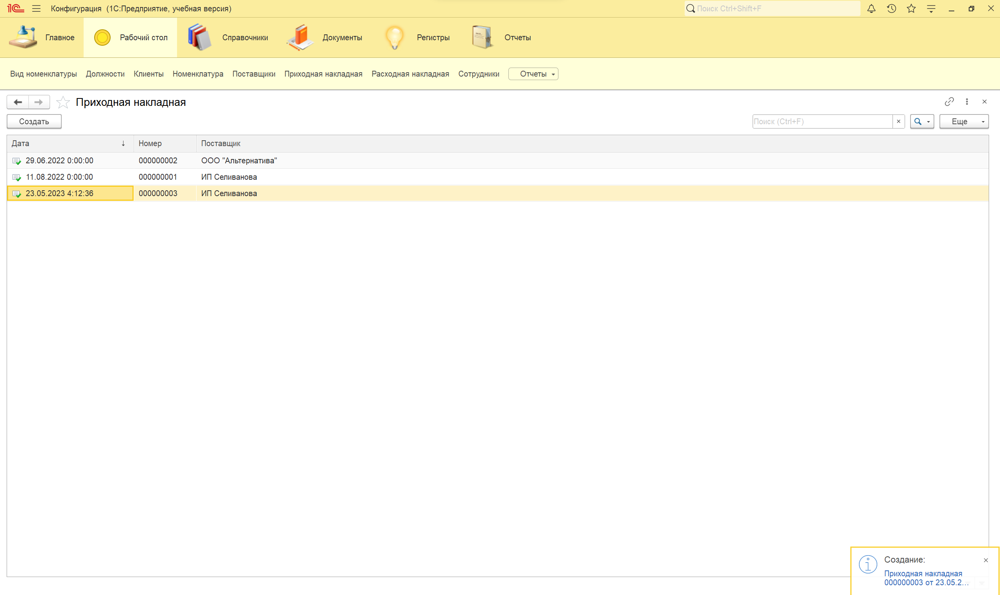 1С Конфигурация (1С:Предприятие, учебная версия) Поиск Ctrl+Shift+F
Главное Рабочий стол Справочники Документы Регистры Отчеты
Вид номенклатуры Должности Клиенты Номенклатура Поставщики Приходная накладная Расходная накладная Сотрудники Отчеты
Приходная накладная
Создать Поиск (Ctrl+F) Еще
Дата Номер Поставщик
29.06.2022 0:00:00 000000002 ООО "Альтернатива"
11.08.2022 0:00:00 000000001 ИП Селиванова
23.05.2023 4:12:36 000000003 ИП Селиванова
Создание:
Приходная накладная
000000003 от 23.05.2...